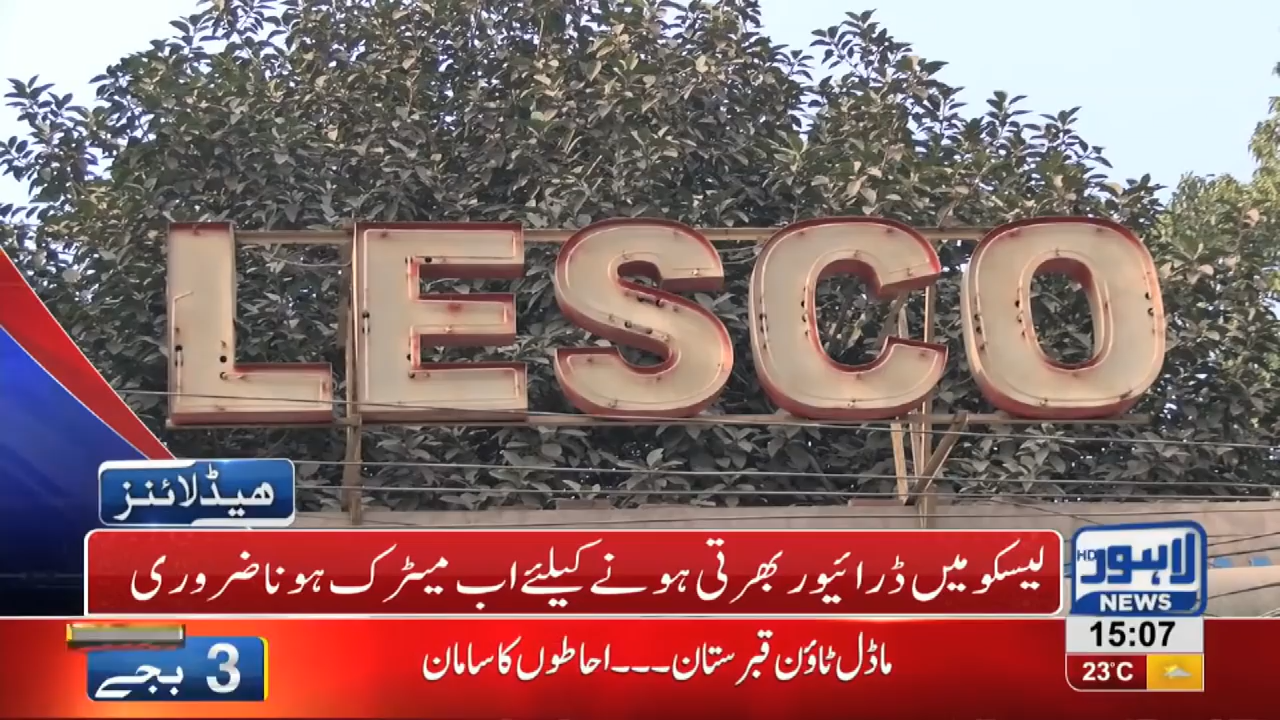 LESCO
ھیڈلائنز
لیسکو میں ڈرائیور بھرتی ہونے کیلئے اب میٹرک ہونا ضروری
HD
لاہور
NEWS
15:07
23°C
3 بجے
ماڈل ٹاؤن قبرستان۔۔۔احاطوں کا سامان